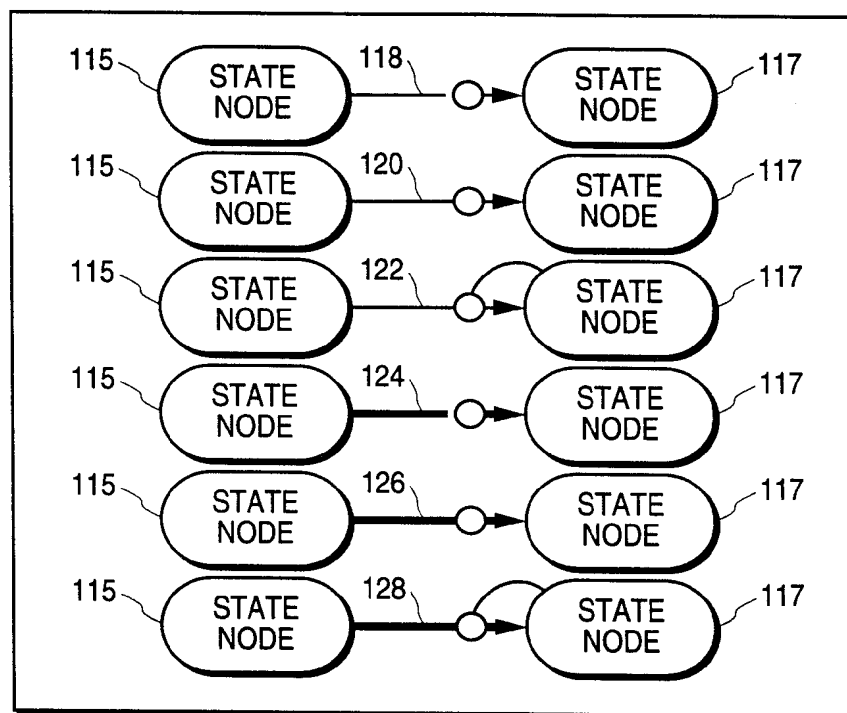 115 STATE NODE 118 STATE NODE 117
115 STATE NODE 120 STATE NODE 117
115 STATE NODE 122 STATE NODE 117
115 STATE NODE 124 STATE NODE 117
115 STATE NODE 126 STATE NODE 117
115 STATE NODE 128 STATE NODE 117